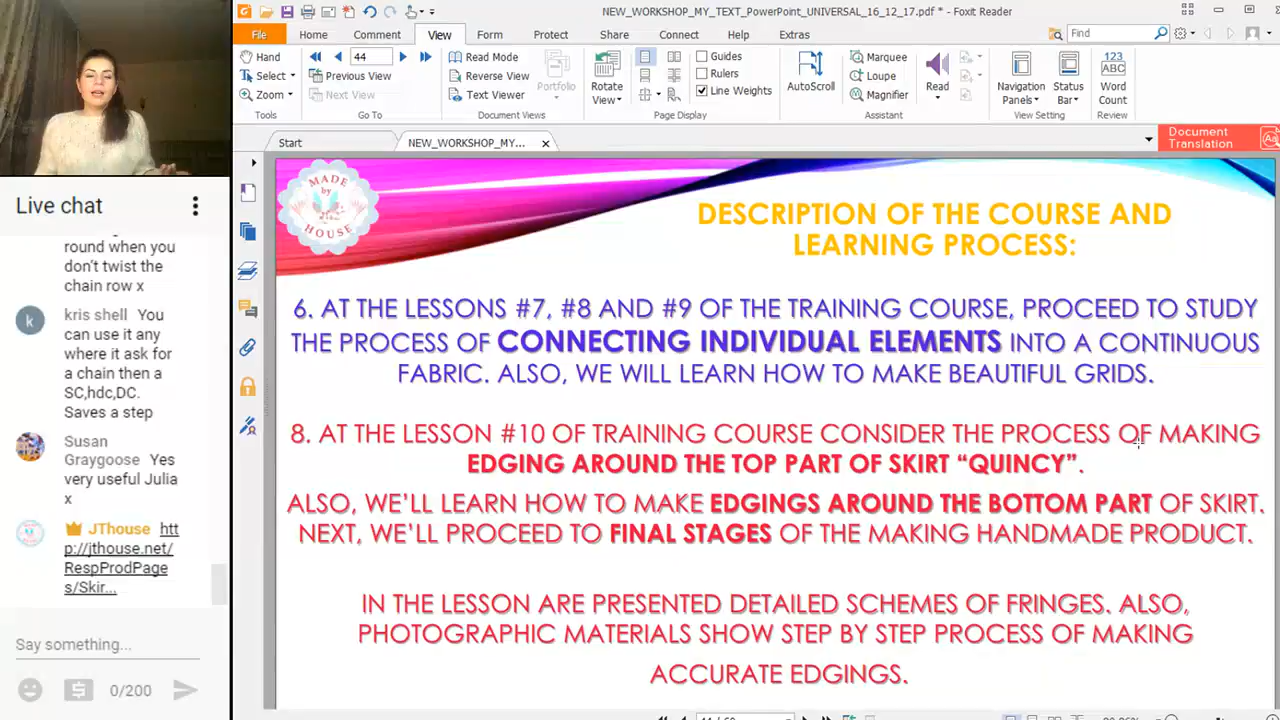 NEW_WORKSHOP_MY_TEXT_PowerPoint_UNIVERSAL_16_12_17.pdf * - Foxit Reader
File
Home
Comment
View
Form
Protect
Share
Connect
Help
Extras
Find
Hand
44
Select
Previous View
Zoom
Next View
Tools
Go To
Read Mode
Reverse View
Text Viewer
Portfolio
Document Views
Rotate
View
Guides
Rulers
Line Weights
Page Display
AutoScroll
Marquee
Loupe
Magnifier
Read
Assistant
Navigation
Panels
Status
Bar
View Setting
123
ABC
Word
Count
Review
Start
NEW_WORKSHOP_MY...
Document
Translation
MADE
by
HOUSE
DESCRIPTION OF THE COURSE AND
LEARNING PROCESS:
6. AT THE LESSONS #7, #8 AND #9 OF THE TRAINING COURSE, PROCEED TO STUDY
THE PROCESS OF CONNECTING INDIVIDUAL ELEMENTS INTO A CONTINUOUS
FABRIC. ALSO, WE WILL LEARN HOW TO MAKE BEAUTIFUL GRIDS.
8. AT THE LESSON #10 OF TRAINING COURSE CONSIDER THE PROCESS OF MAKING
EDGING AROUND THE TOP PART OF SKIRT “QUINCY”.
ALSO, WE’LL LEARN HOW TO MAKE EDGINGS AROUND THE BOTTOM PART OF SKIRT.
NEXT, WE’LL PROCEED TO FINAL STAGES OF THE MAKING HANDMADE PRODUCT.
IN THE LESSON ARE PRESENTED DETAILED SCHEMES OF FRINGES. ALSO,
PHOTOGRAPHIC MATERIALS SHOW STEP BY STEP PROCESS OF MAKING
ACCURATE EDGINGS.
Live chat
round when you
don't twist the
chain row x
k
kris shell You
can use it any
where it ask for
a chain then a
SC,hdc,DC.
Saves a step
Susan
Graygoose Yes
very useful Julia
x
JThouse htt
p://jthouse.net/
RespProdPage
s/Skir...
Say something...
0/200